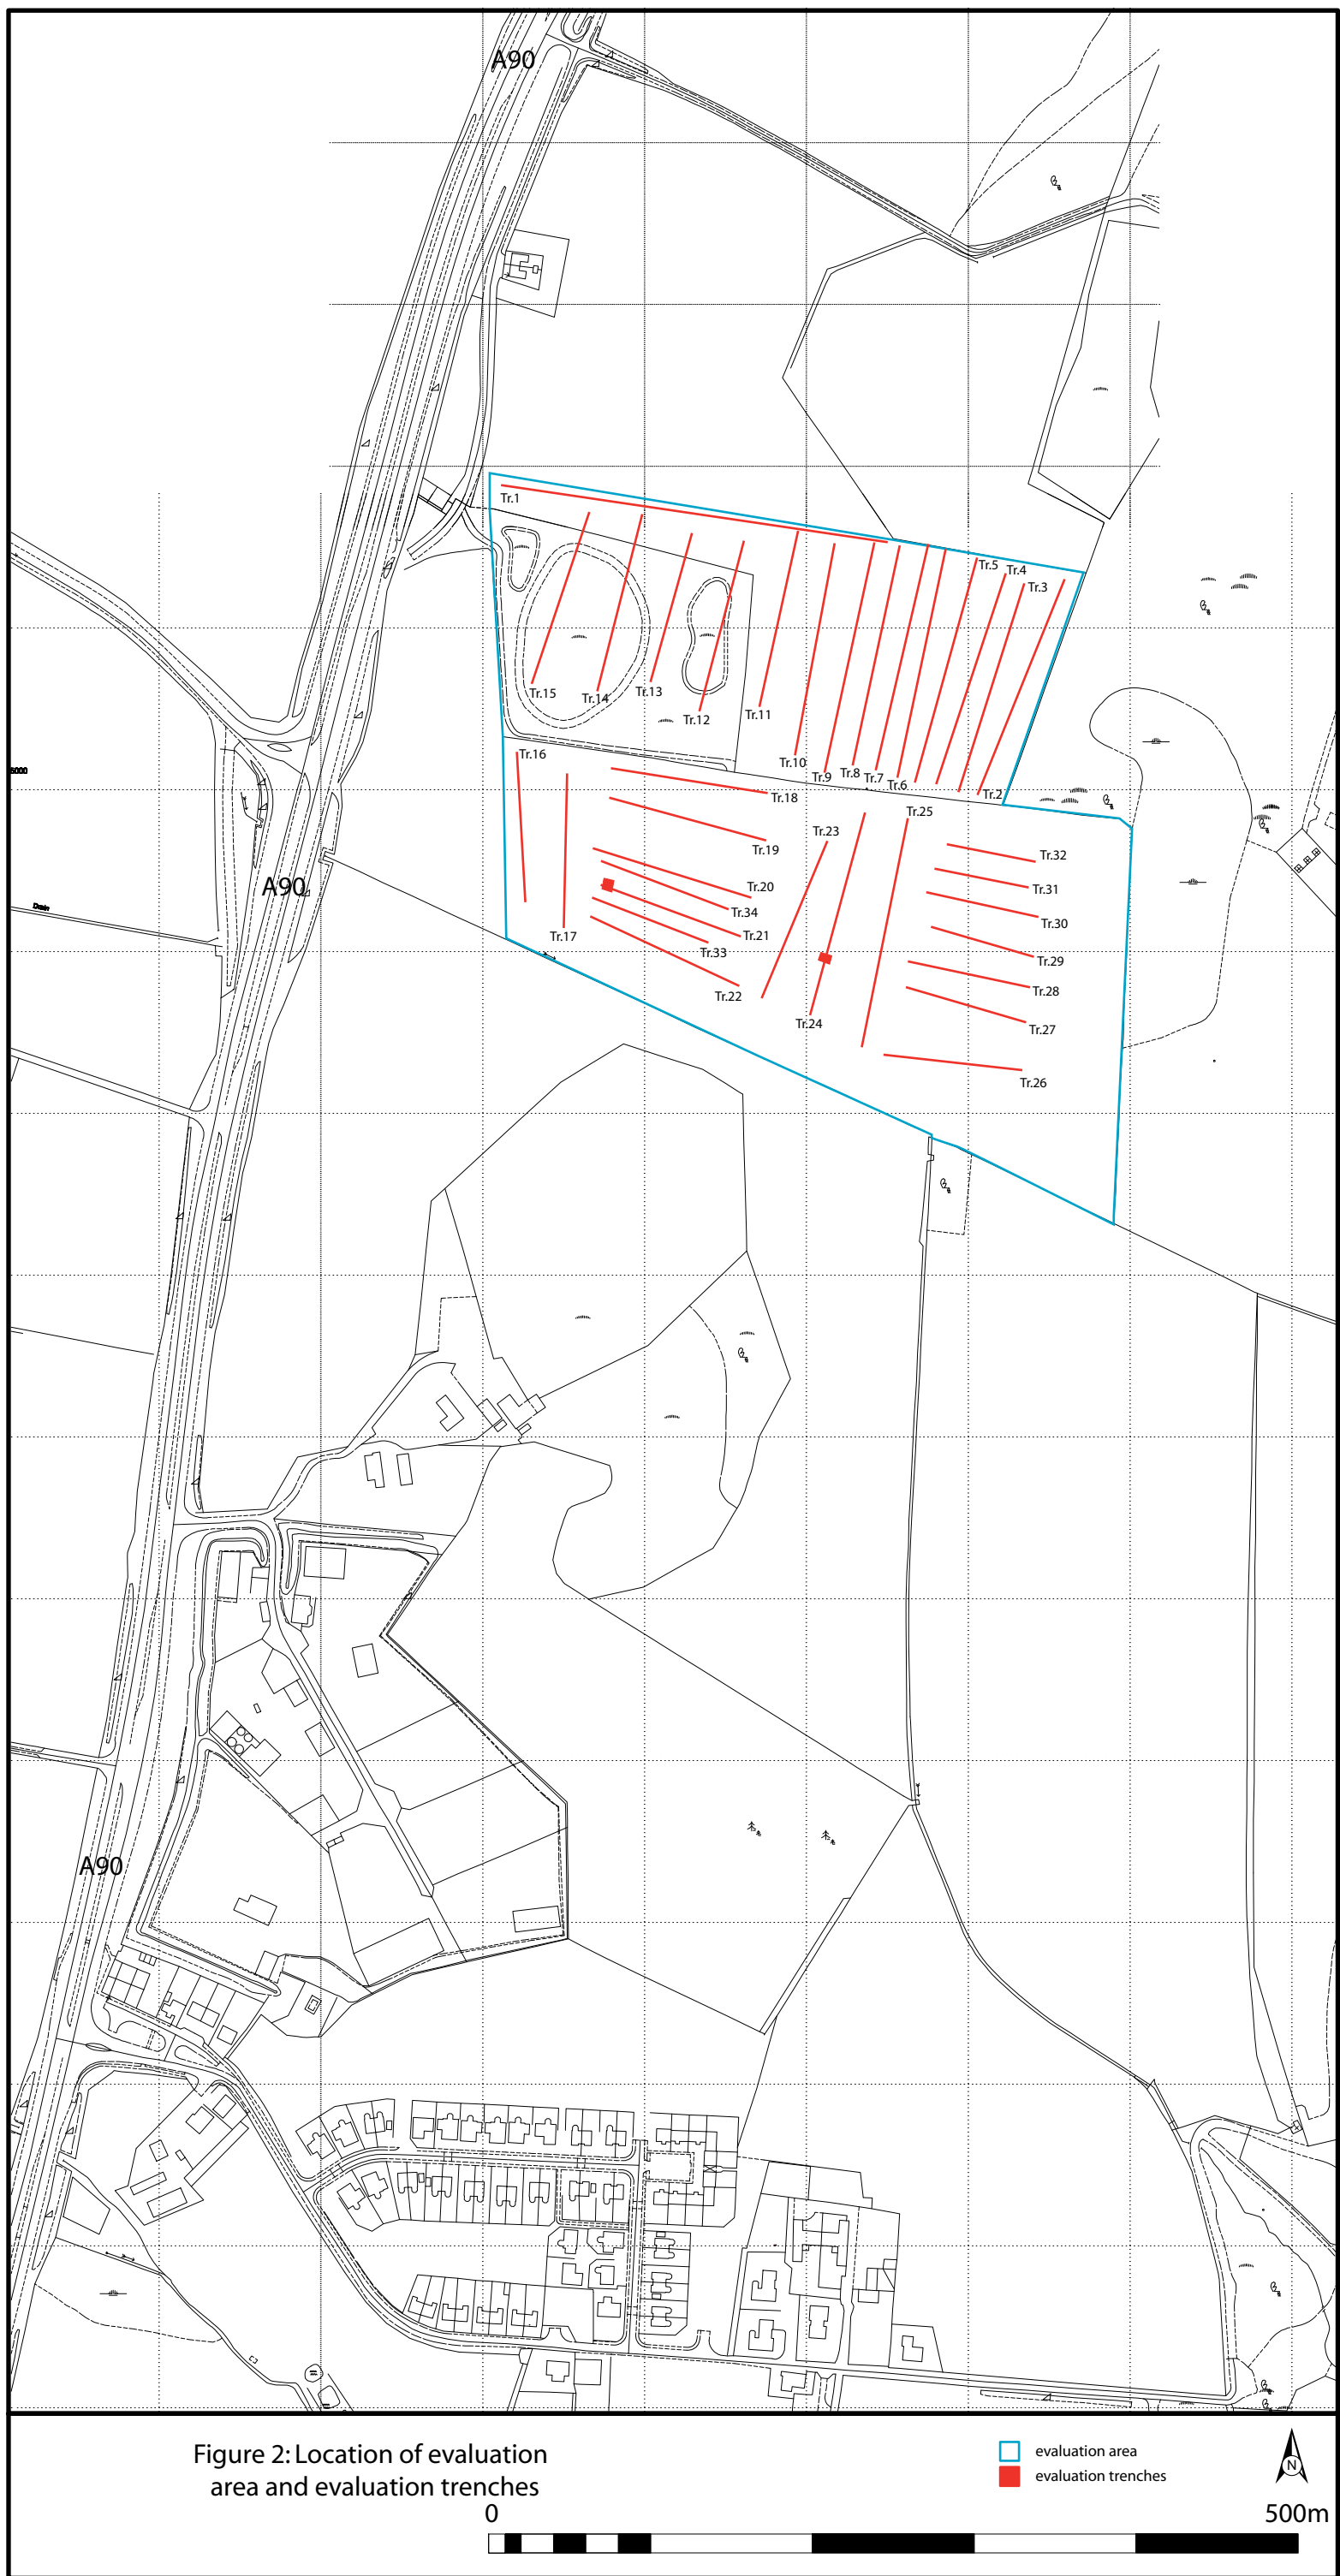 A90
Tr.1
Tr.5
Tr.4
Tr.3
Tr.15
Tr.14
Tr.13
Tr.12
Tr.11
Tr.10
Tr.9
Tr.8
Tr.7
Tr.6
Tr.2
Tr.16
Tr.18
Tr.25
Tr.23
Tr.19
Tr.32
Tr.20
Tr.31
Tr.34
Tr.30
Tr.17
Tr.21
Tr.33
Tr.29
Tr.22
Tr.28
Tr.24
Tr.27
Tr.26
A90
Drain
A90
Figure 2: Location of evaluation
area and evaluation trenches
evaluation area
evaluation trenches
N
0
500m